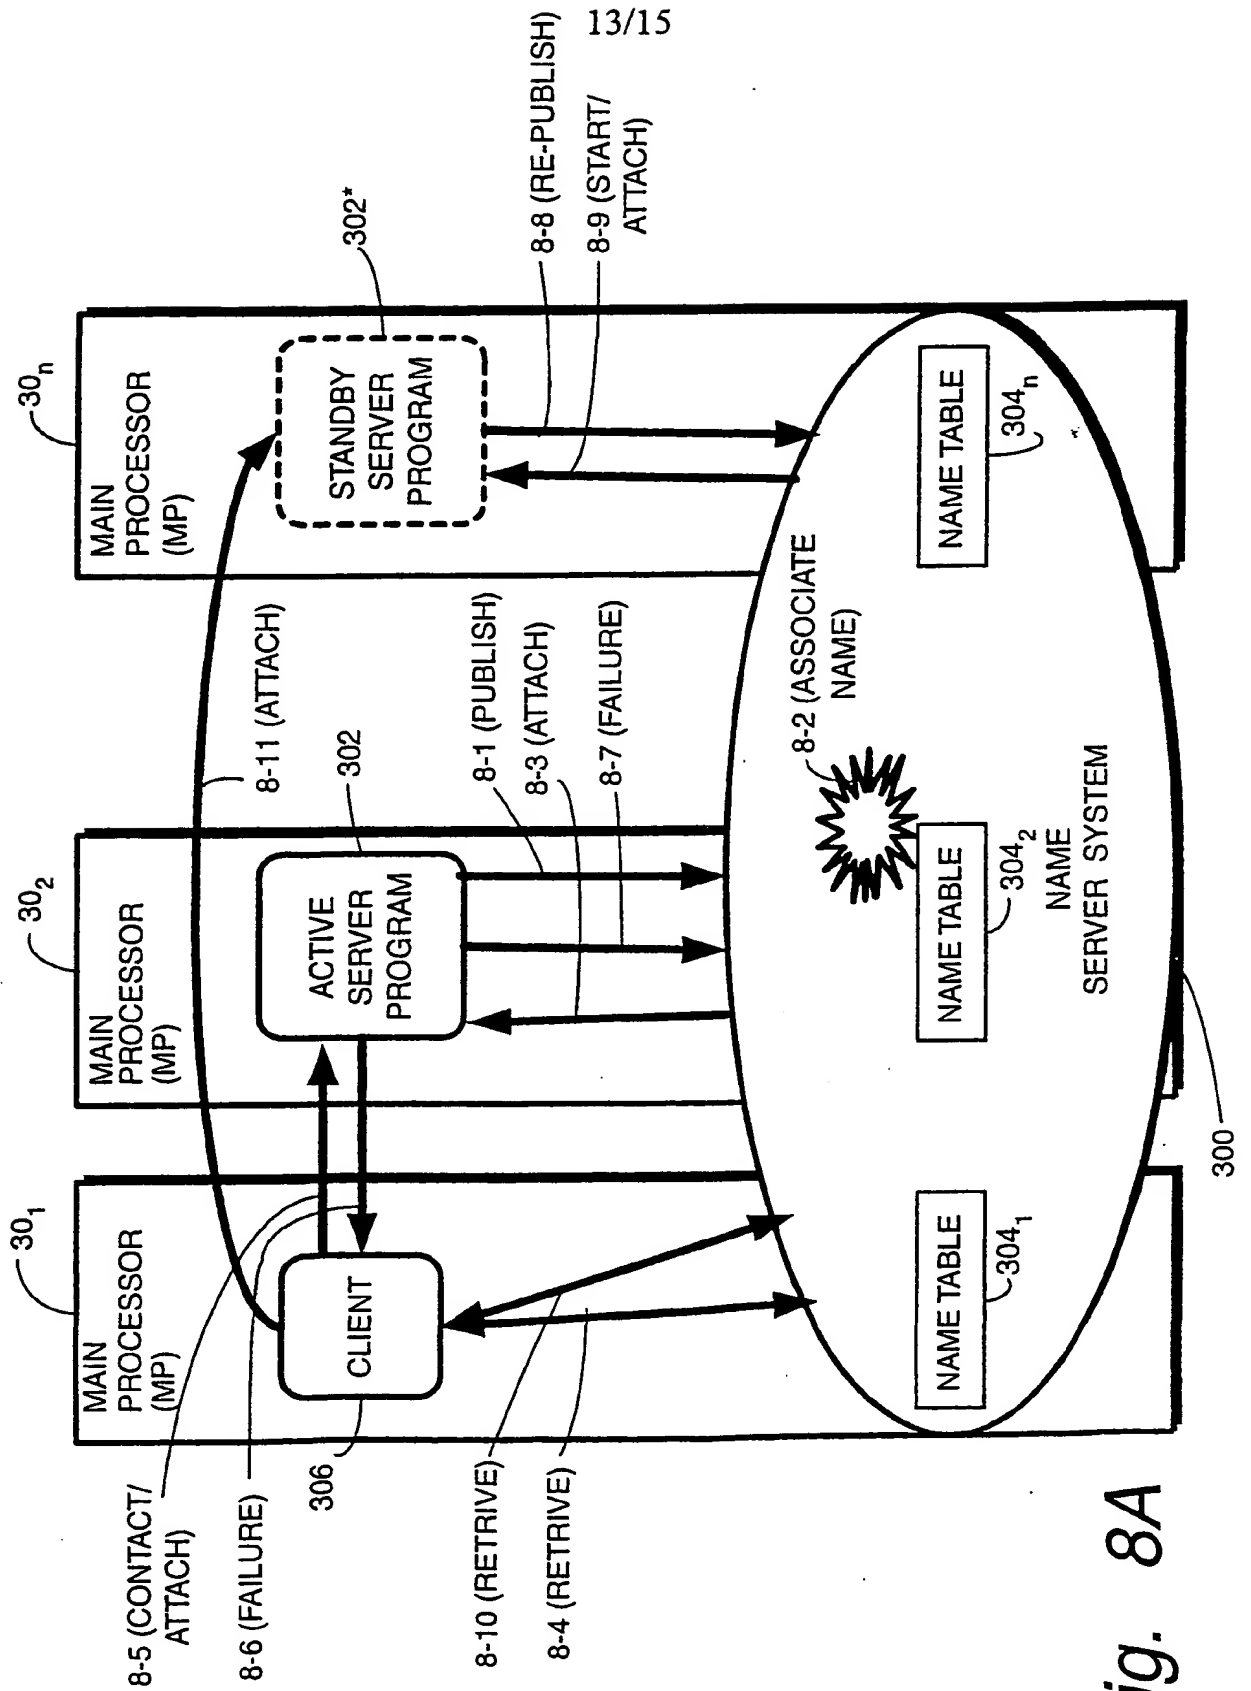 13/15
30₁
30₂
30ₙ
MAIN
PROCESSOR
(MP)
MAIN
PROCESSOR
(MP)
MAIN
PROCESSOR
(MP)
8-5 (CONTACT/
ATTACH)
8-6 (FAILURE)
306
CLIENT
8-11 (ATTACH)
302
ACTIVE
SERVER
PROGRAM
302*
STANDBY
SERVER
PROGRAM
8-10 (RETRIVE)
8-4 (RETRIVE)
8-1 (PUBLISH)
8-3 (ATTACH)
8-7 (FAILURE)
8-8 (RE-PUBLISH)
8-9 (START/
ATTACH)
8-2 (ASSOCIATE
NAME)
NAME TABLE
304₁
NAME TABLE
304₂
NAME TABLE
304ₙ
NAME
SERVER SYSTEM
300
ig. 8A